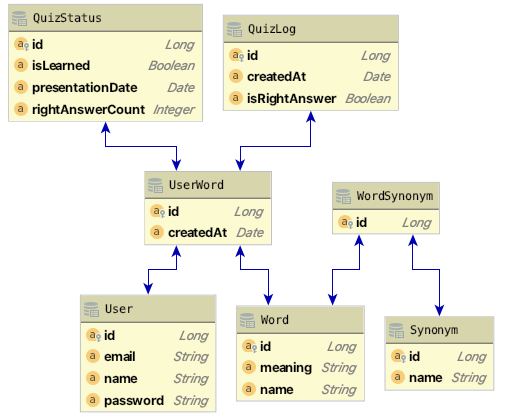 QuizStatus
id Long
isLearned Boolean
presentationDate Date
rightAnswerCount Integer
QuizLog
id Long
createdAt Date
isRightAnswer Boolean
UserWord
id Long
createdAt Date
WordSynonym
id Long
User
id Long
email String
name String
password String
Word
id Long
meaning String
name String
Synonym
id Long
name String